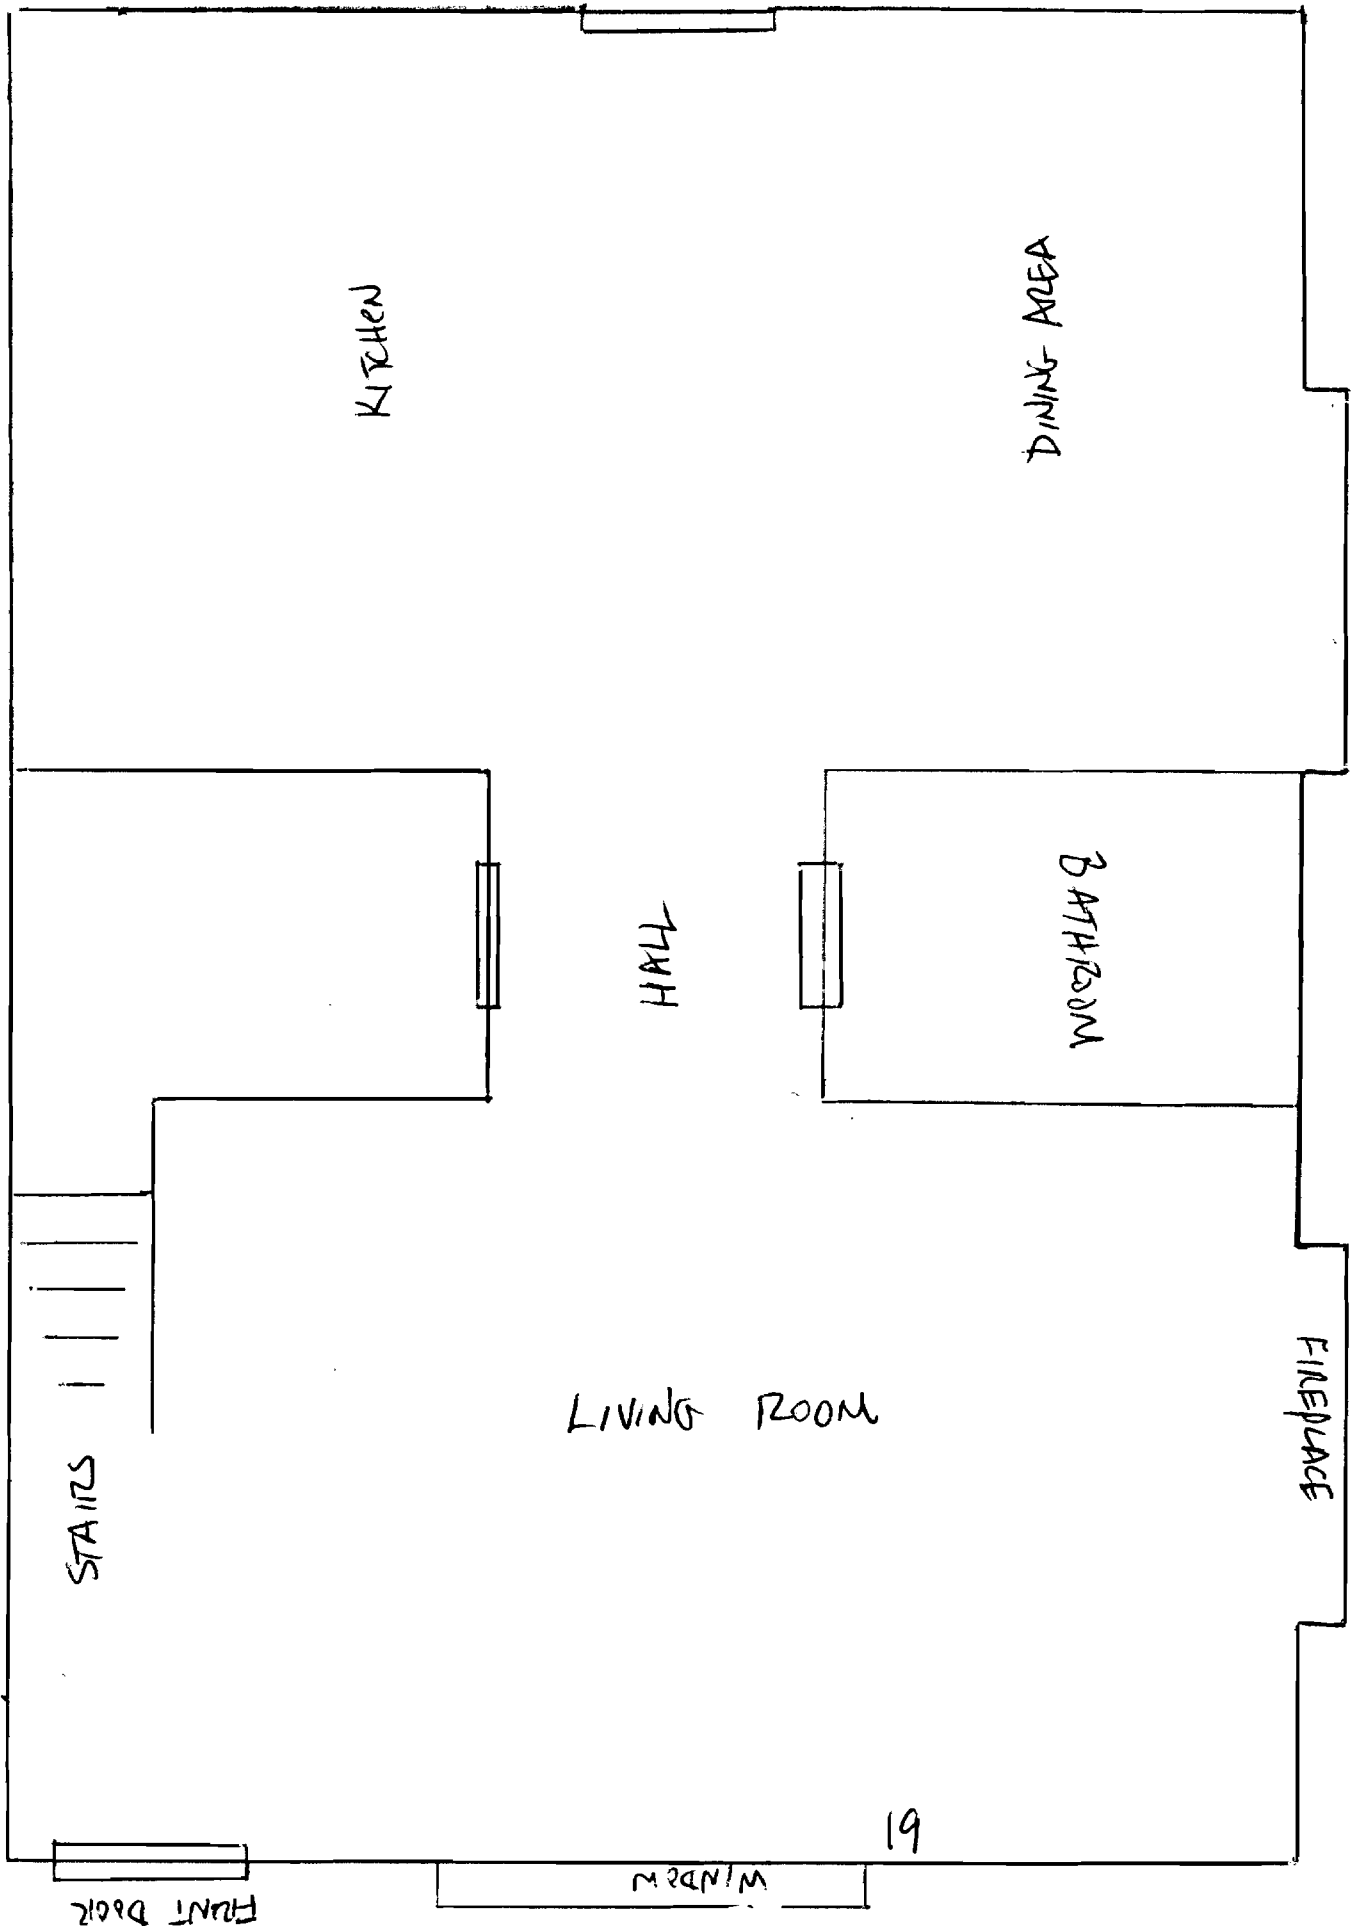 KITCHEN
DINING AREA
HALL
BATHROOM
LIVING ROOM
FIREPLACE
STAIRS
19
WINDOW
FRONT DOOR